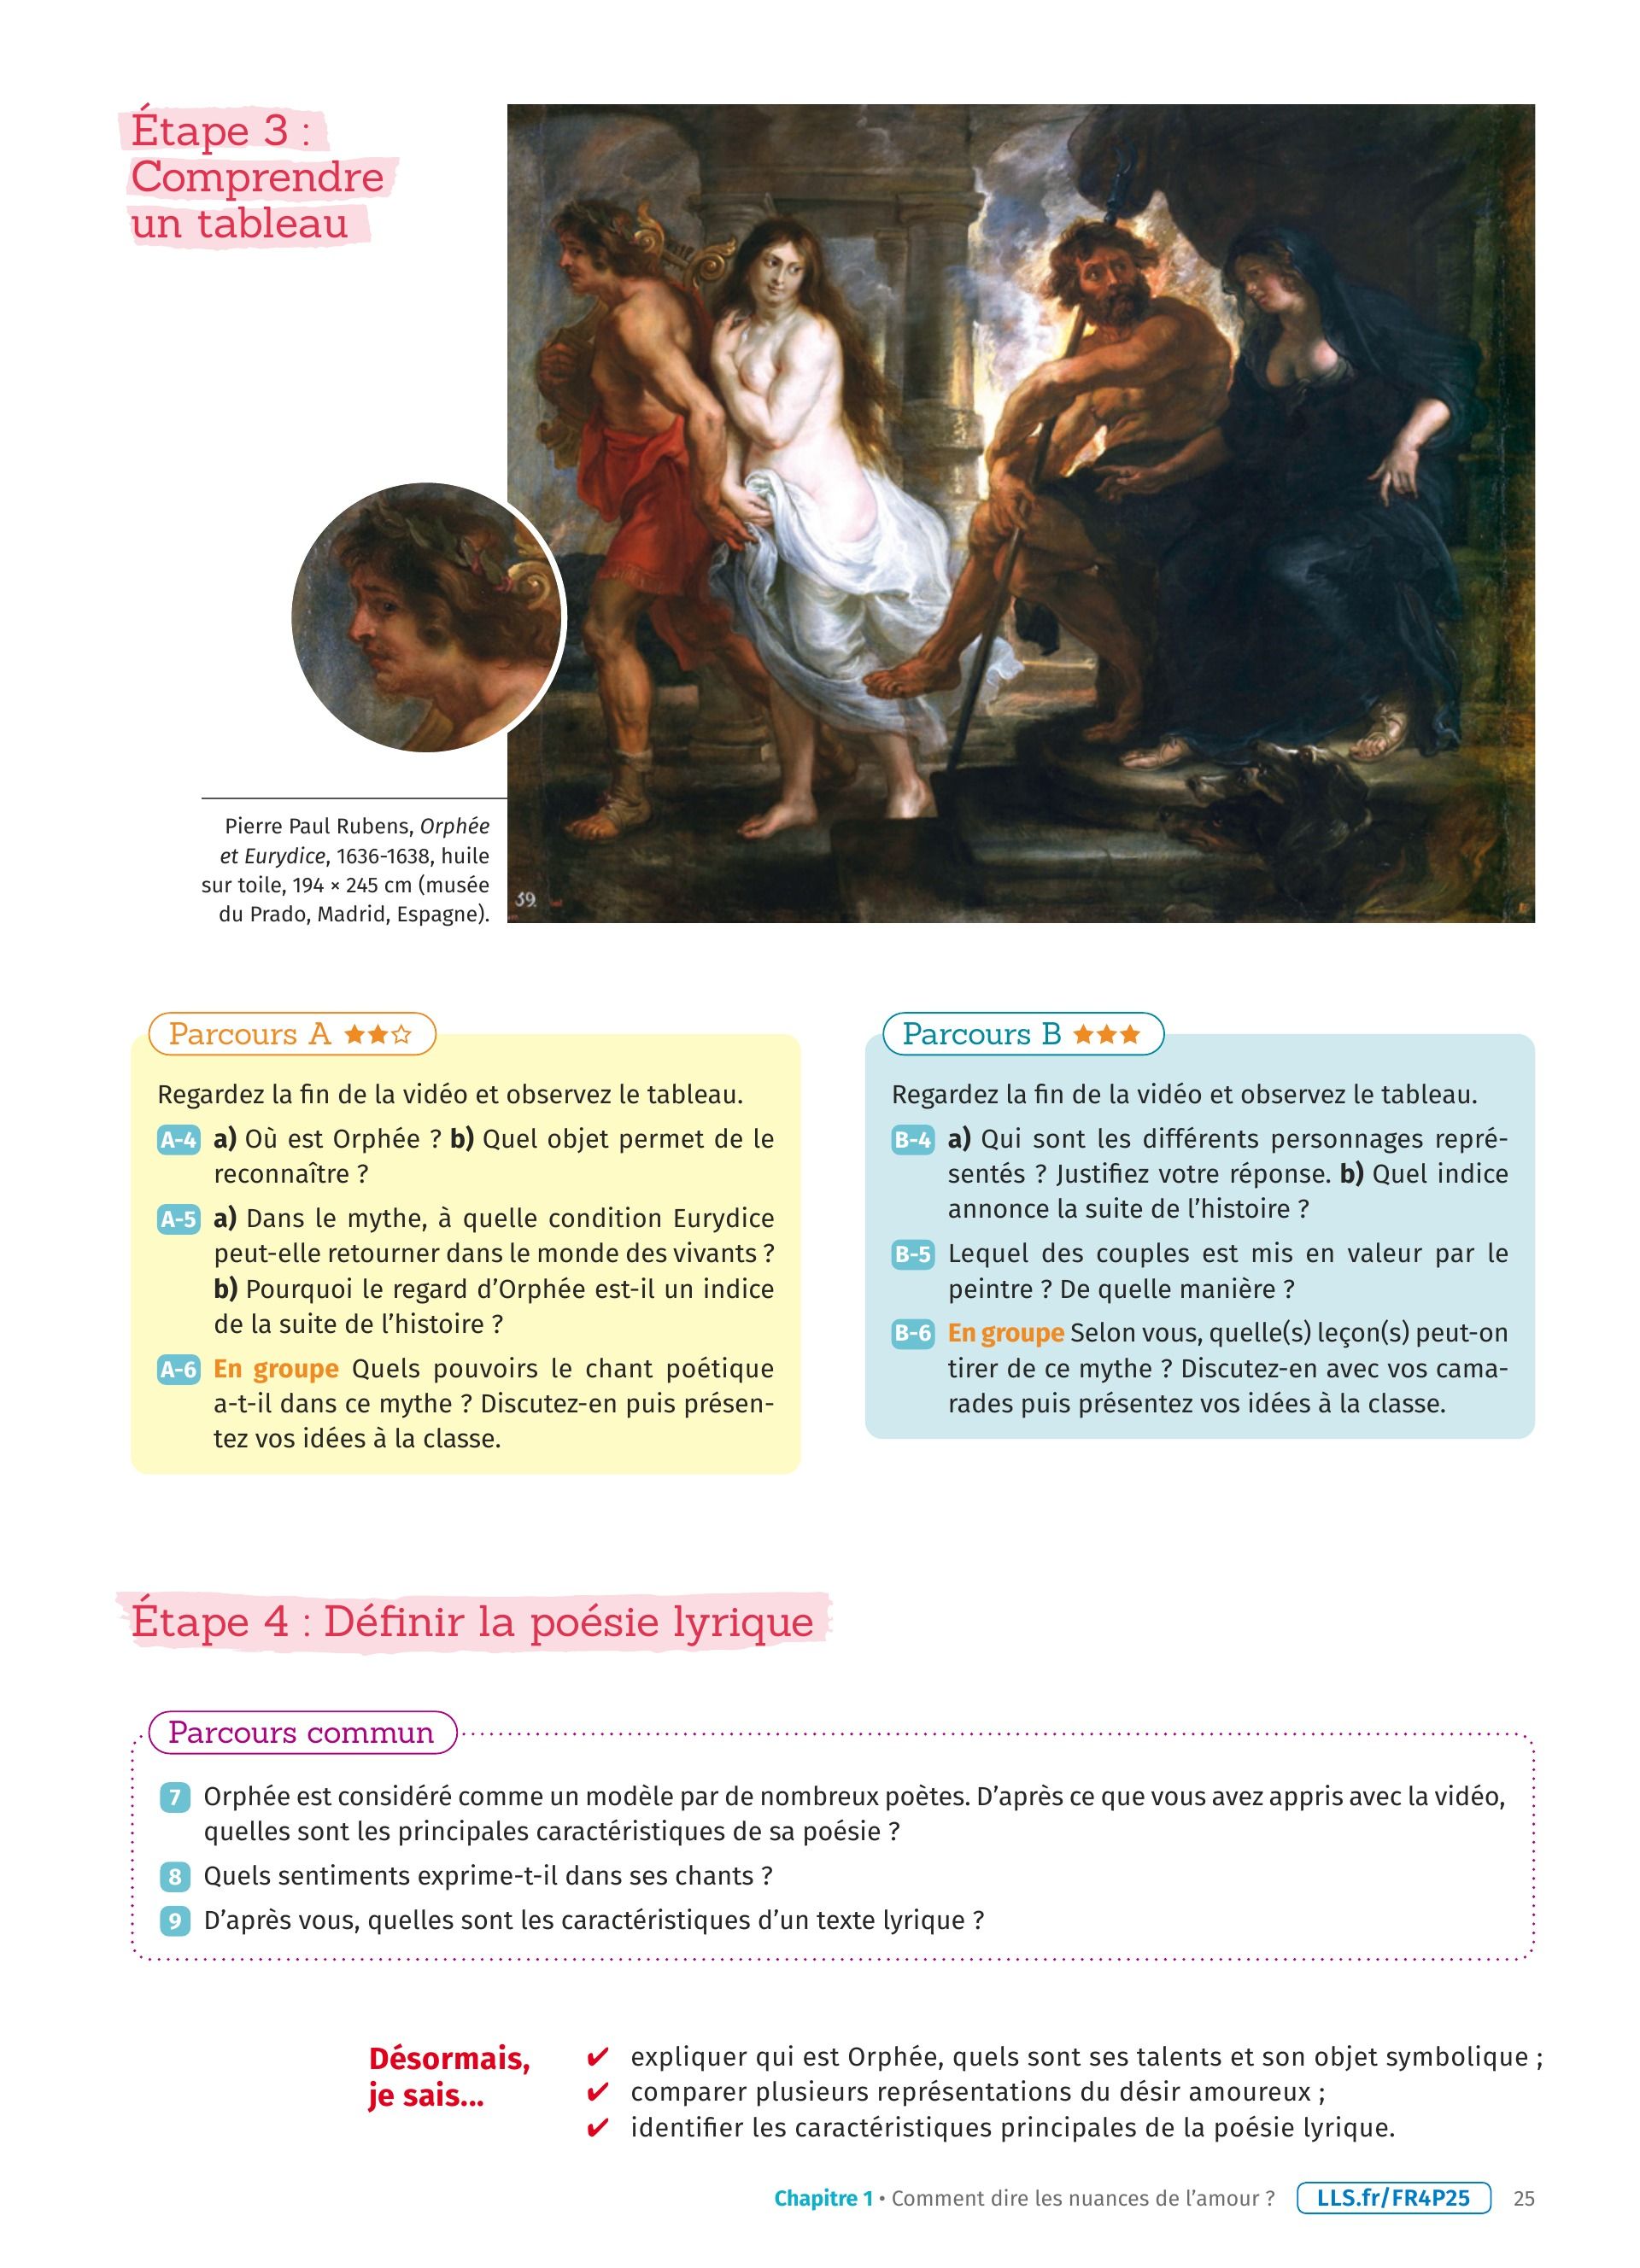 Étape 3 :
Comprendre
un tableau
Pierre Paul Rubens, Orphée
et Eurydice, 1636-1638, huile
sur toile, 194 × 245 cm (musée
du Prado, Madrid, Espagne).
39.
Parcours A
Regardez la fin de la vidéo et observez le tableau.
A-4 a) Où est Orphée ? b) Quel objet permet de le
reconnaître ?
A-5 a) Dans le mythe, à quelle condition Eurydice
peut-elle retourner dans le monde des vivants ?
b) Pourquoi le regard d’Orphée est-il un indice
de la suite de l’histoire ?
A-6 En groupe Quels pouvoirs le chant poétique
a-t-il dans ce mythe ? Discutez-en puis présen-
tez vos idées à la classe.
Parcours B
Regardez la fin de la vidéo et observez le tableau.
B-4 a) Qui sont les différents personnages repré-
sentés ? Justifiez votre réponse. b) Quel indice
annonce la suite de l’histoire ?
B-5 Lequel des couples est mis en valeur par le
peintre ? De quelle manière ?
B-6 En groupe Selon vous, quelle(s) leçon(s) peut-on
tirer de ce mythe ? Discutez-en avec vos cama-
rades puis présentez vos idées à la classe.
Étape 4 : Définir la poésie lyrique
Parcours commun
7 Orphée est considéré comme un modèle par de nombreux poètes. D’après ce que vous avez appris avec la vidéo,
quelles sont les principales caractéristiques de sa poésie ?
8 Quels sentiments exprime-t-il dans ses chants ?
9 D’après vous, quelles sont les caractéristiques d’un texte lyrique ?
Désormais,
je sais...
✔ expliquer qui est Orphée, quels sont ses talents et son objet symbolique ;
✔ comparer plusieurs représentations du désir amoureux ;
✔ identifier les caractéristiques principales de la poésie lyrique.
Chapitre 1 • Comment dire les nuances de l’amour ? LLS.fr/FR4P25 25